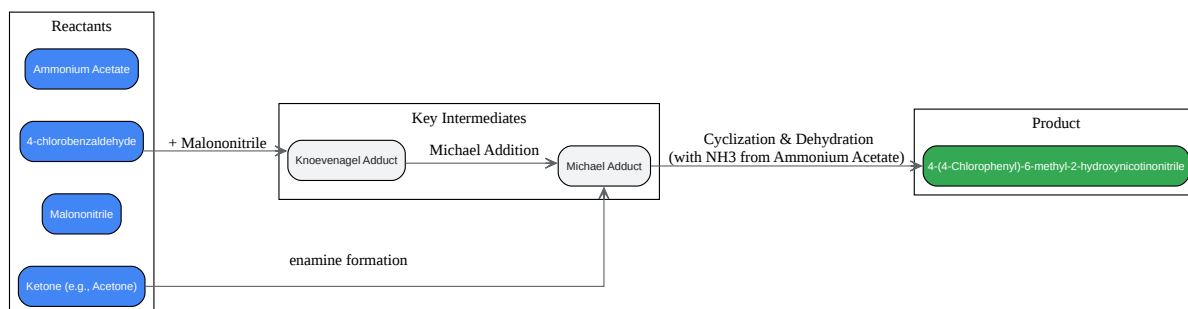 Reactants
Ammonium Acetate
4-chlorobenzaldehyde
Malononitrile
Ketone (e.g., Acetone)
+ Malononitrile
enamine formation
Key Intermediates
Knoevenagel Adduct
Michael Addition
Michael Adduct
Cyclization & Dehydration
(with NH3 from Ammonium Acetate)
Product
4-(4-Chlorophenyl)-6-methyl-2-hydroxynicotinonitrile